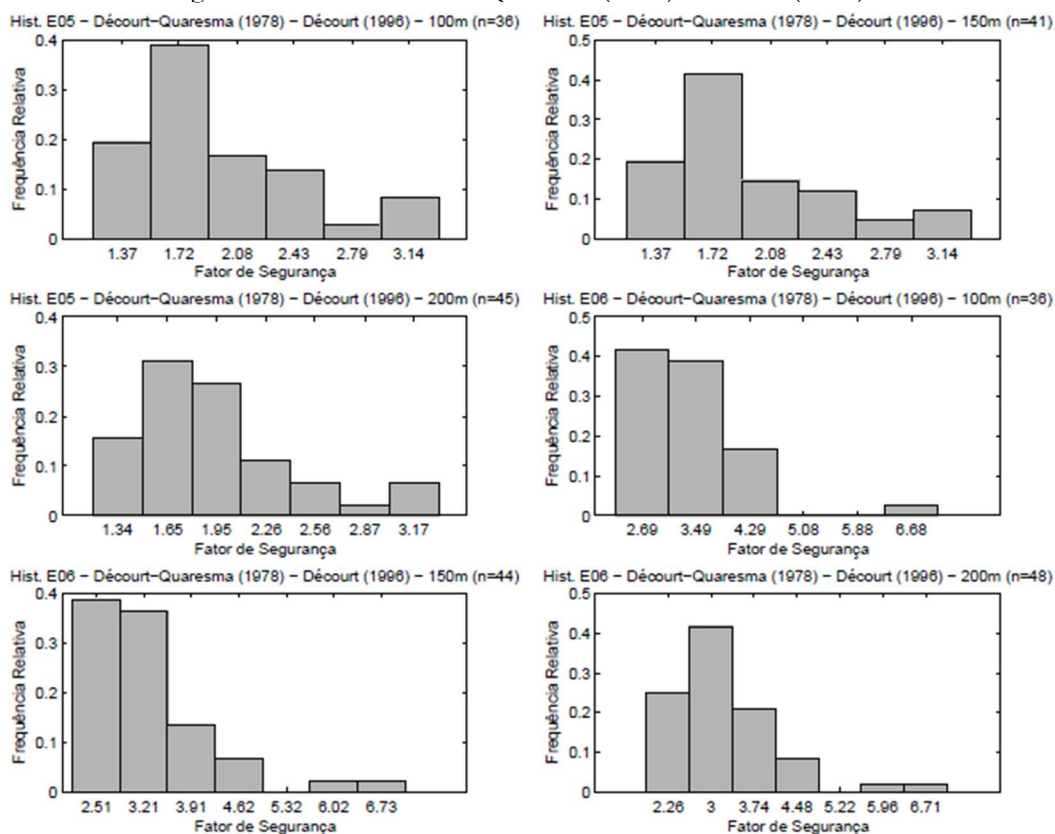 Hist. E05 – Décourt-Quaresma (1978) – Décourt (1996) – 100m (n=36)
0.4
0.3
0.2
0.1
0
Frequência Relativa
1.37 1.72 2.08 2.43 2.79 3.14
Fator de Segurança
Hist. E05 – Décourt-Quaresma (1978) – Décourt (1996) – 150m (n=41)
0.5
0.4
0.3
0.2
0.1
0
Frequência Relativa
1.37 1.72 2.08 2.43 2.79 3.14
Fator de Segurança
Hist. E05 – Décourt-Quaresma (1978) – Décourt (1996) – 200m (n=45)
0.4
0.3
0.2
0.1
0
Frequência Relativa
1.34 1.65 1.95 2.26 2.56 2.87 3.17
Fator de Segurança
Hist. E06 – Décourt-Quaresma (1978) – Décourt (1996) – 100m (n=36)
0.5
0.4
0.3
0.2
0.1
0
Frequência Relativa
2.69 3.49 4.29 5.08 5.88 6.68
Fator de Segurança
Hist. E06 – Décourt-Quaresma (1978) – Décourt (1996) – 150m (n=44)
0.4
0.3
0.2
0.1
0
Frequência Relativa
2.51 3.21 3.91 4.62 5.32 6.02 6.73
Fator de Segurança
Hist. E06 – Décourt-Quaresma (1978) – Décourt (1996) – 200m (n=48)
0.5
0.4
0.3
0.2
0.1
0
Frequência Relativa
2.26 3 3.74 4.48 5.22 5.96 6.71
Fator de Segurança